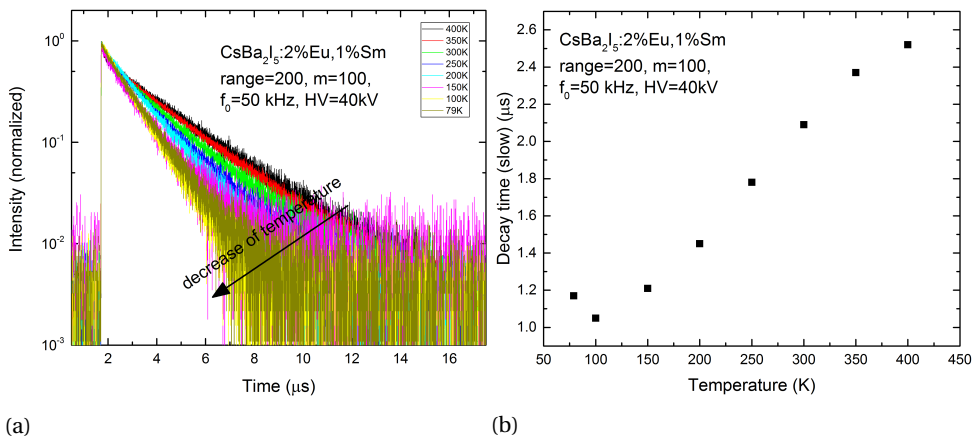 (a)
Intensity (normalized)
10⁰
10⁻¹
10⁻²
10⁻³
CsBa₂I₅:2%Eu,1%Sm
range=200, m=100,
f₀=50 kHz, HV=40kV
400K
350K
300K
250K
200K
150K
100K
79K
decrease of temperature
2 4 6 8 10 12 14 16
Time (μs)
(a)
(b)
Decay time (slow) (μs)
2.6
2.4
2.2
2.0
1.8
1.6
1.4
1.2
1.0
CsBa₂I₅:2%Eu,1%Sm
range=200, m=100,
f₀=50 kHz, HV=40kV
50 100 150 200 250 300 350 400 450
Temperature (K)
(b)